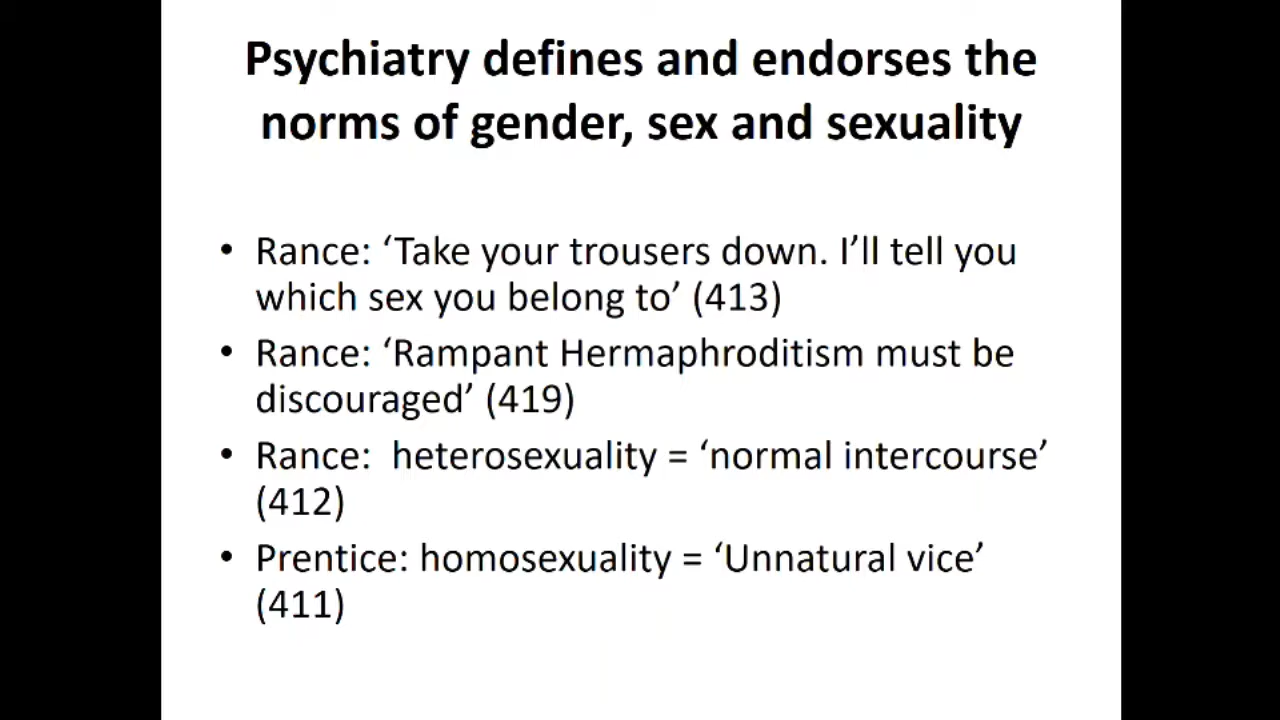 Psychiatry defines and endorses the
norms of gender, sex and sexuality
• Rance: ‘Take your trousers down. I’ll tell you
which sex you belong to’ (413)
• Rance: ‘Rampant Hermaphroditism must be
discouraged’ (419)
• Rance:  heterosexuality = ‘normal intercourse’
(412)
• Prentice: homosexuality = ‘Unnatural vice’
(411)